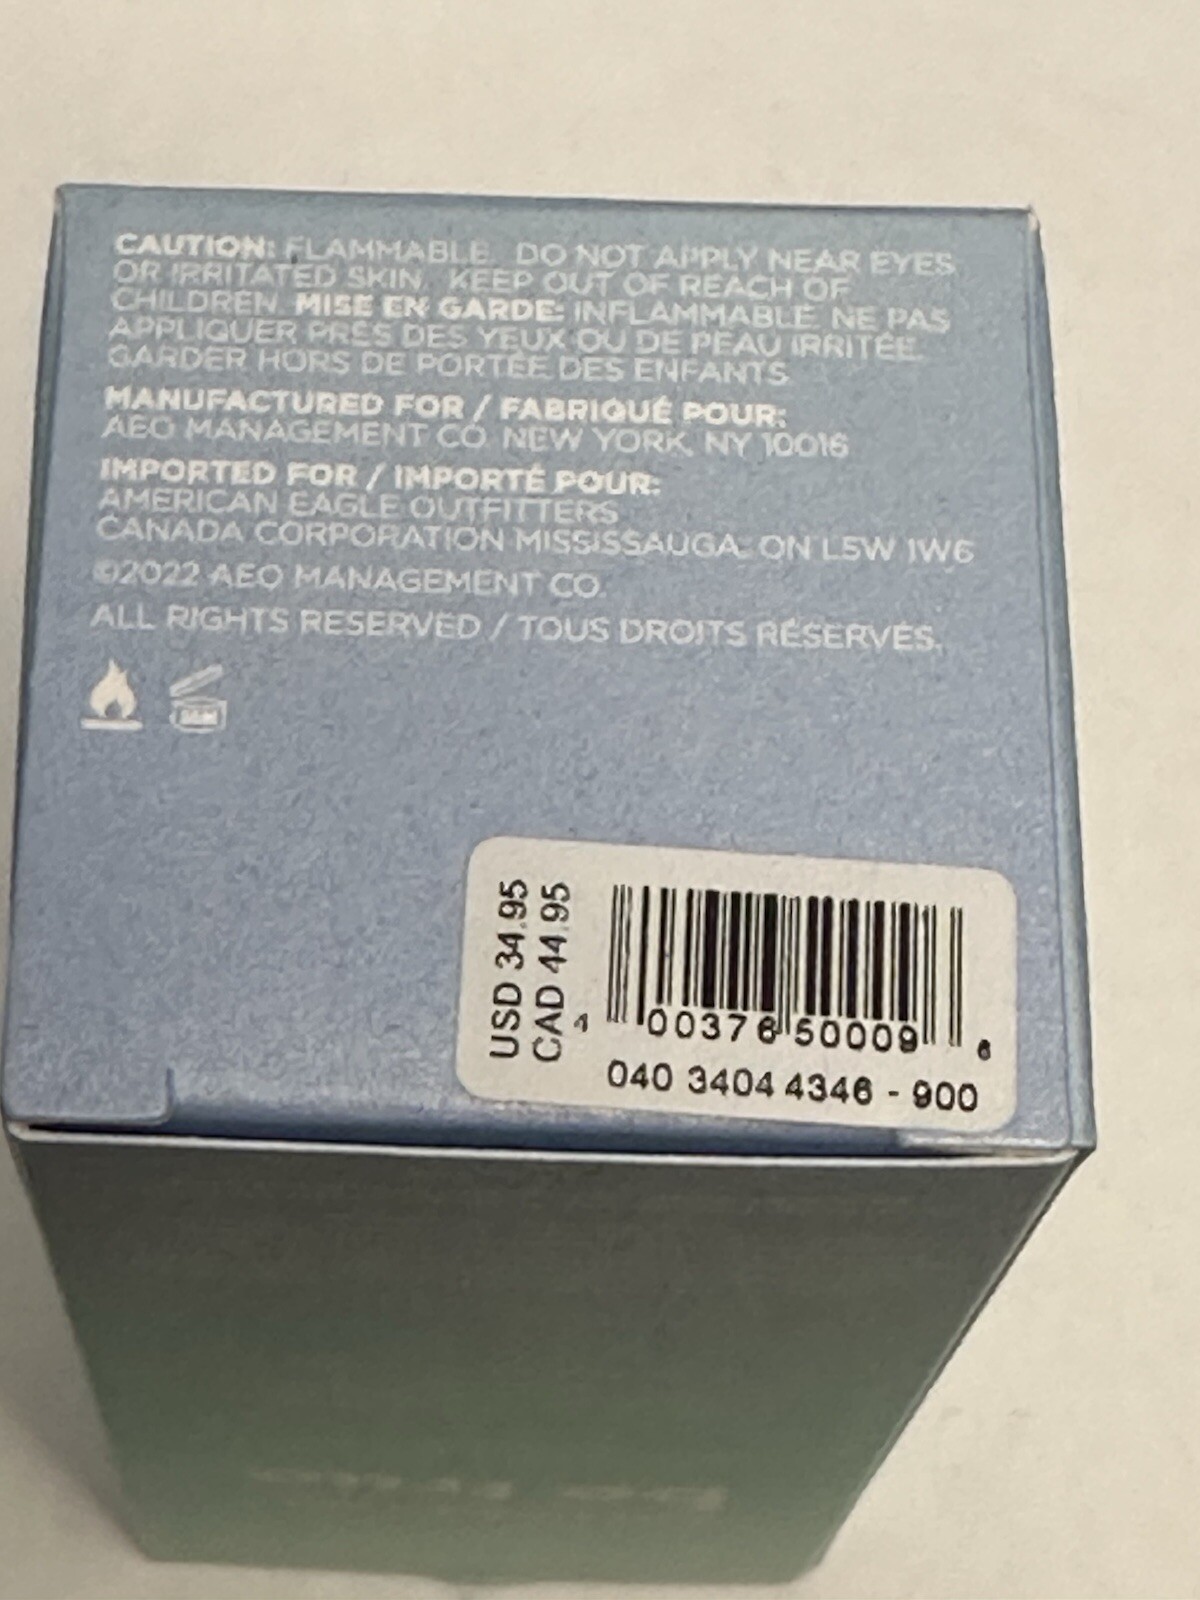 CAUTION: FLAMMABLE. DO NOT APPLY NEAR EYES
OR IRRITATED SKIN. KEEP OUT OF REACH OF
CHILDREN. MISE EN GARDE: INFLAMMABLE. NE PAS
APPLIQUER PRÈS DES YEUX OU DE PEAU IRRITÉE.
GARDER HORS DE PORTÉE DES ENFANTS.
MANUFACTURED FOR / FABRIQUÉ POUR:
AEO MANAGEMENT CO. NEW YORK, NY 10016
IMPORTED FOR / IMPORTÉ POUR:
AMERICAN EAGLE OUTFITTERS
CANADA CORPORATION MISSISSAUGA, ON L5W 1W6
©2022 AEO MANAGEMENT CO.
ALL RIGHTS RESERVED / TOUS DROITS RÉSERVÉS.
USD 34.95
CAD 44.95
4 00376 50009 6
040 3404 4346 - 900